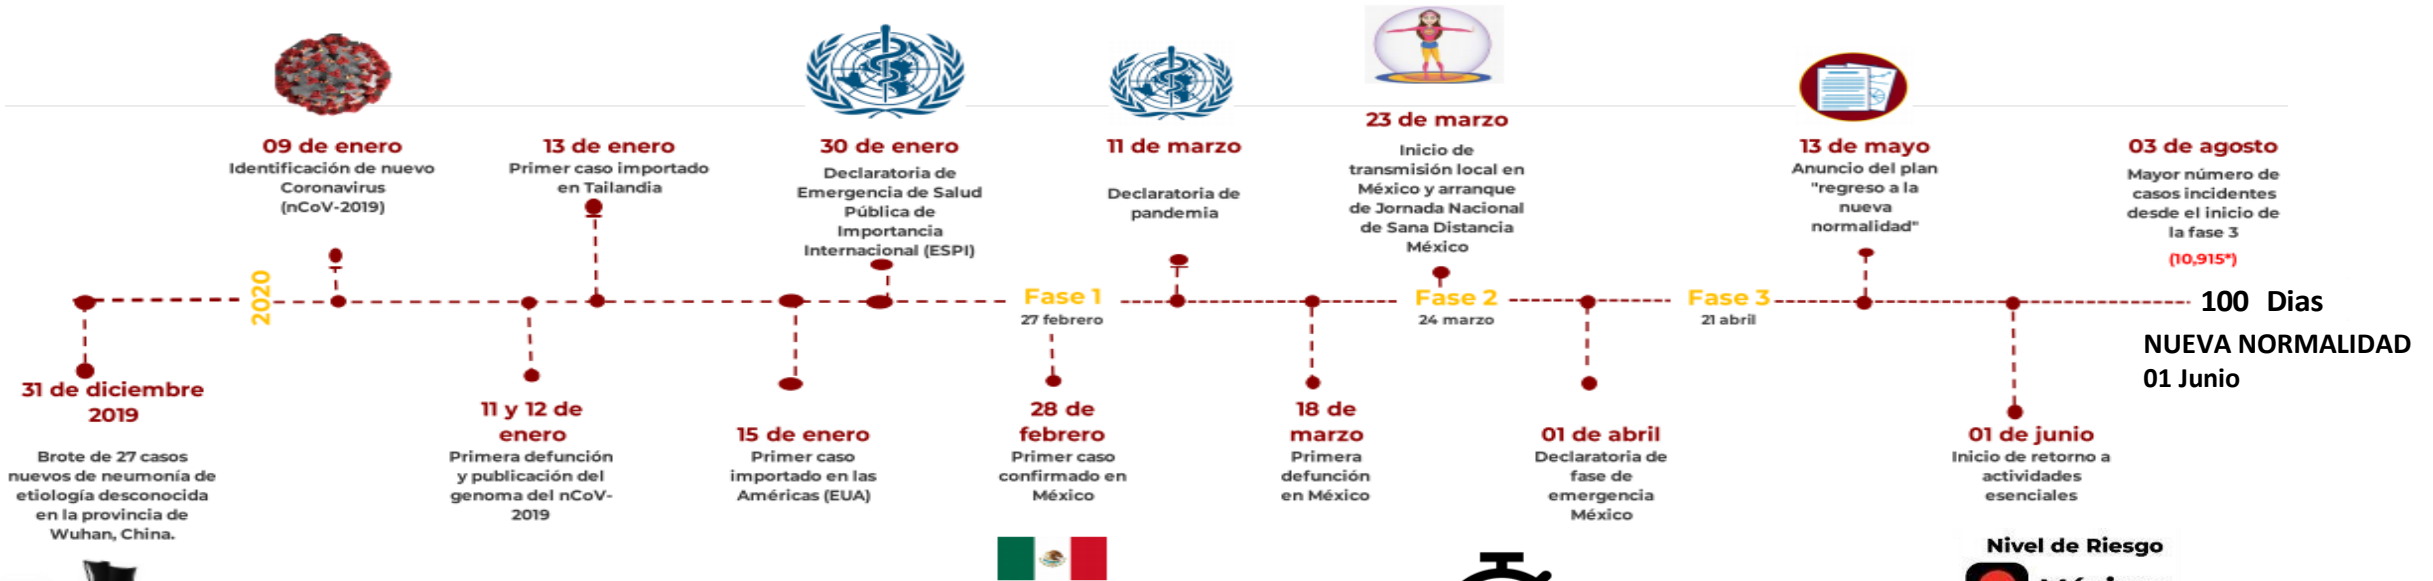 09 de enero
Identificación de nuevo
Coronavirus
(nCoV-2019)
13 de enero
Primer caso importado
en Tailandia
30 de enero
Declaratoria de
Emergencia de Salud
Pública de
Importancia
Internacional (ESPI)
11 de marzo
Declaratoria de
pandemia
23 de marzo
Inicio de
transmisión local en
México y arranque
de Jornada Nacional
de Sana Distancia
México
13 de mayo
Anuncio del plan
"regreso a la
nueva
normalidad"
03 de agosto
Mayor número de
casos incidentes
desde el inicio de
la fase 3
(10,915*)
2020
Fase 1
27 febrero
Fase 2
24 marzo
Fase 3
21 abril
100 Dias
NUEVA NORMALIDAD
01 Junio
31 de diciembre
2019
Brote de 27 casos
nuevos de neumonía de
etiología desconocida
en la provincia de
Wuhan, China.
11 y 12 de
enero
Primera defunción
y publicación del
genoma del nCoV-
2019
15 de enero
Primer caso
importado en las
Américas (EUA)
28 de
febrero
Primer caso
confirmado en
México
18 de
marzo
Primera
defunción
en México
01 de abril
Declaratoria de
fase de
emergencia
México
01 de junio
Inicio de retorno a
actividades
esenciales
Nivel de Riesgo